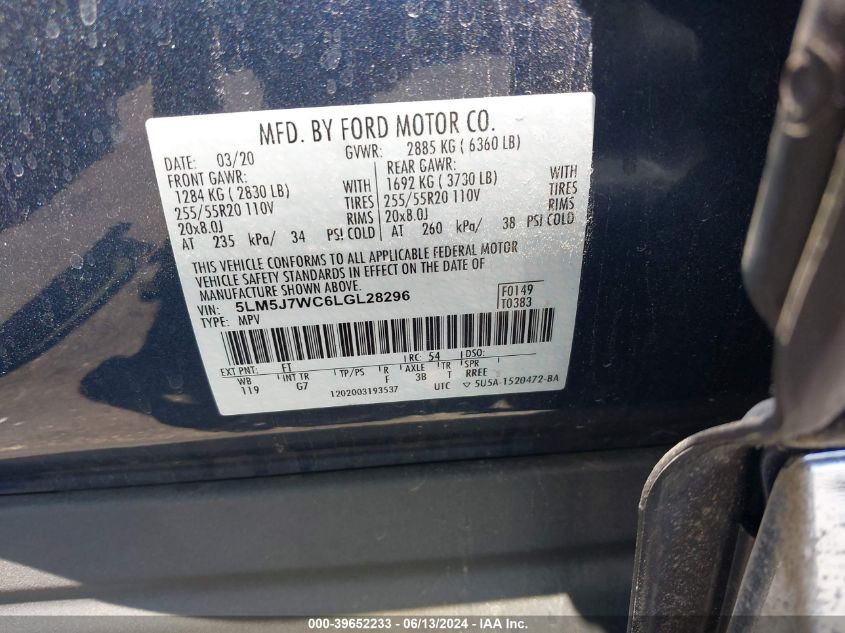 MFD. BY FORD MOTOR CO.
DATE: 03/20 GVWR: 2885 KG ( 6360 LB)
FRONT GAWR: REAR GAWR:
1284 KG ( 2830 LB) WITH 1692 KG ( 3730 LB) WITH
255/55R20 110V TIRES 255/55R20 110V TIRES
20x8.0J RIMS 20x8.0J RIMS
AT 235 kPa/ 34 PSI COLD AT 260 kPa/ 38 PSI COLD
THIS VEHICLE CONFORMS TO ALL APPLICABLE FEDERAL MOTOR
VEHICLE SAFETY STANDARDS IN EFFECT ON THE DATE OF
MANUFACTURE SHOWN ABOVE.
VIN: 5LM5J7WC6LGL28296 F0149
TYPE: MPV T0383
EXT PNT: FT RC: 54 DSO:
WB INT TR TP/PS R AXLE TR SPR
119 G7 F 3B T RREE
1202003193537 UTC ▽ 5U5A-1520472-BA
000-39652233 - 06/13/2024 - IAA Inc.